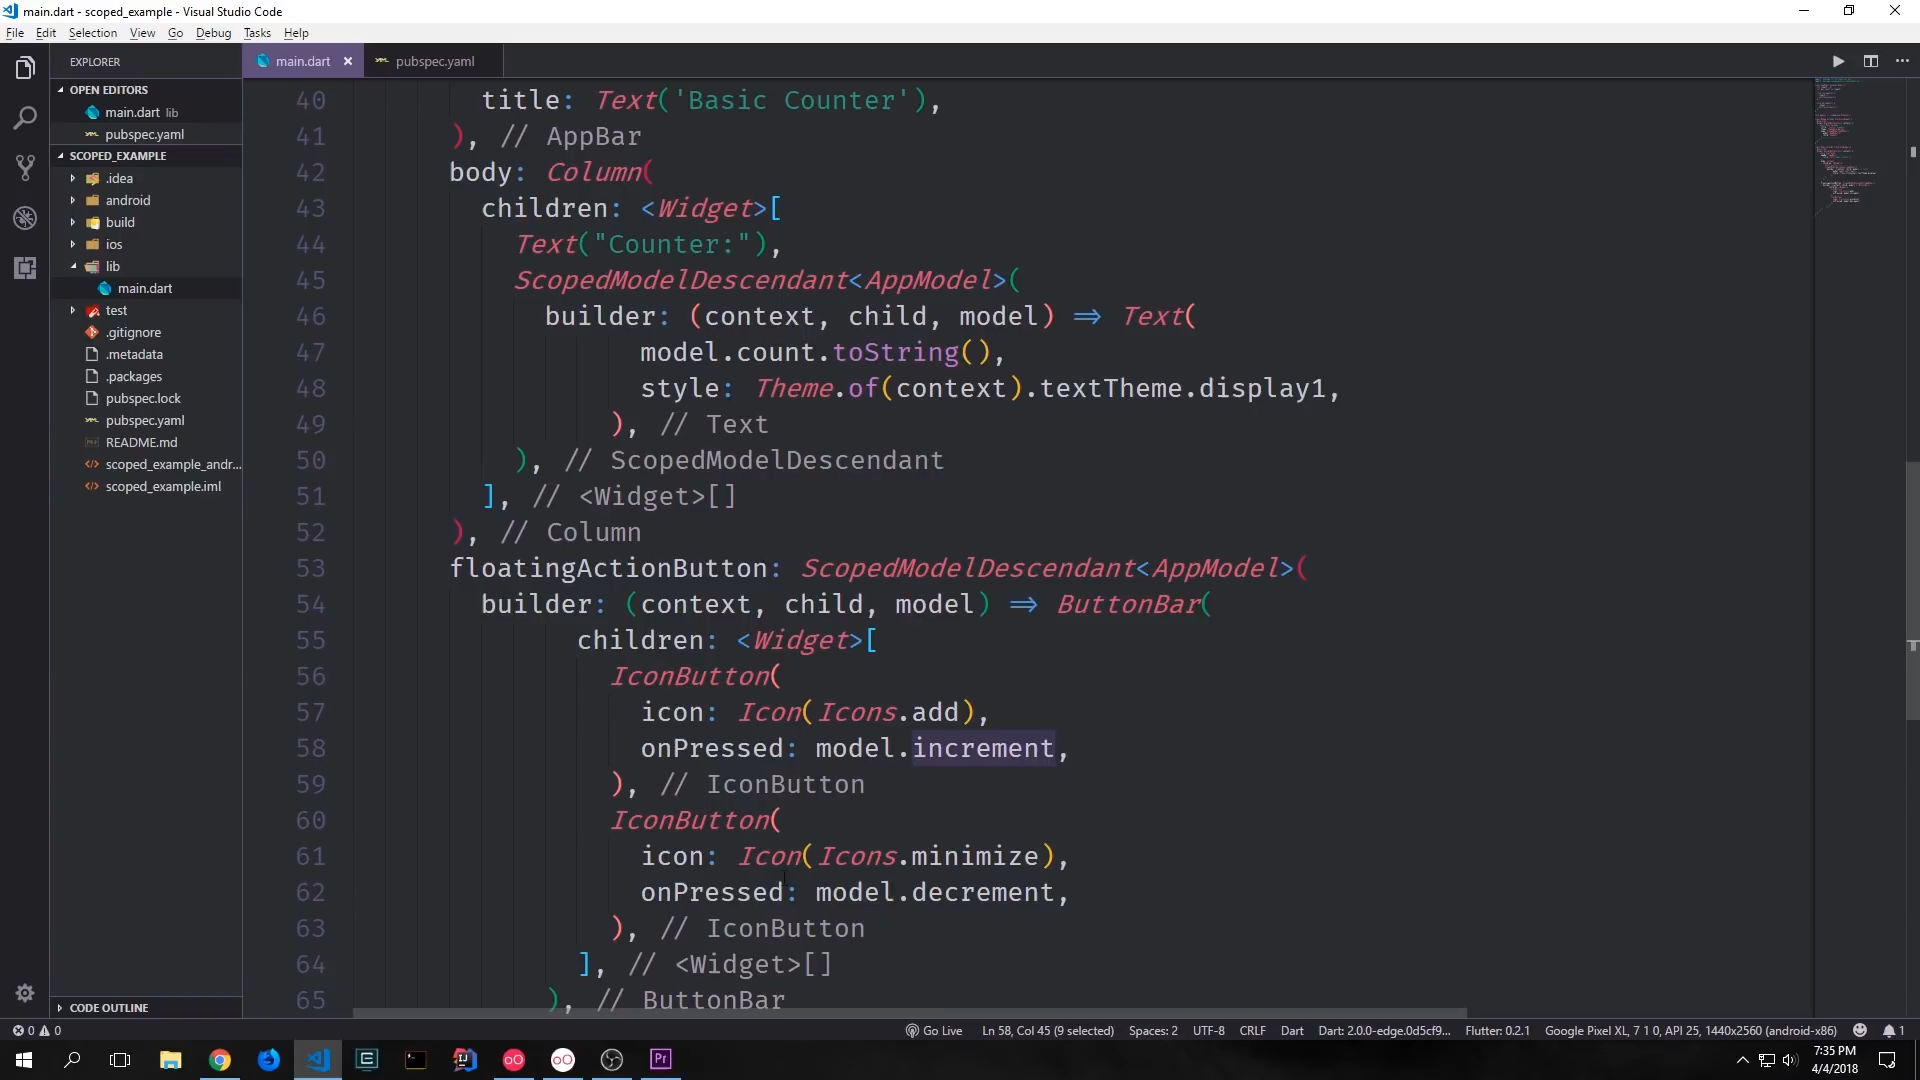 main.dart - scoped_example - Visual Studio Code
File Edit Selection View Go Debug Tasks Help
EXPLORER
OPEN EDITORS
main.dart lib
pubspec.yaml
SCOPED_EXAMPLE
.idea
android
build
ios
lib
main.dart
test
.gitignore
.metadata
.packages
pubspec.lock
pubspec.yaml
README.md
scoped_example_andr...
scoped_example.iml
CODE OUTLINE
main.dart pubspec.yaml
40 title: Text('Basic Counter'),
41 ), // AppBar
42 body: Column(
43 children: <Widget>[
44 Text("Counter:"),
45 ScopedModelDescendant<AppModel>(
46 builder: (context, child, model) => Text(
47 model.count.toString(),
48 style: Theme.of(context).textTheme.display1,
49 ), // Text
50 ), // ScopedModelDescendant
51 ], // <Widget>[]
52 ), // Column
53 floatingActionButton: ScopedModelDescendant<AppModel>(
54 builder: (context, child, model) => ButtonBar(
55 children: <Widget>[
56 IconButton(
57 icon: Icon(Icons.add),
58 onPressed: model.increment,
59 ), // IconButton
60 IconButton(
61 icon: Icon(Icons.minimize),
62 onPressed: model.decrement,
63 ), // IconButton
64 ], // <Widget>[]
65 ), // ButtonBar
0 0 Go Live Ln 58, Col 45 (9 selected) Spaces: 2 UTF-8 CRLF Dart Dart: 2.0.0-edge.0d5cf9... Flutter: 0.2.1 Google Pixel XL, 7 1 0, API 25, 1440x2560 (android-x86) 1
7:35 PM
4/4/2018